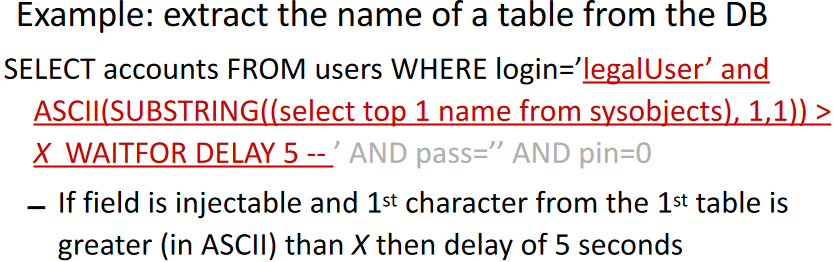 Example: extract the name of a table from the DB
SELECT accounts FROM users WHERE login=’legalUser’ and
ASCII(SUBSTRING((select top 1 name from sysobjects), 1,1)) >
X WAITFOR DELAY 5 -- ’ AND pass=’’ AND pin=0
– If field is injectable and 1st character from the 1st table is
greater (in ASCII) than X then delay of 5 seconds